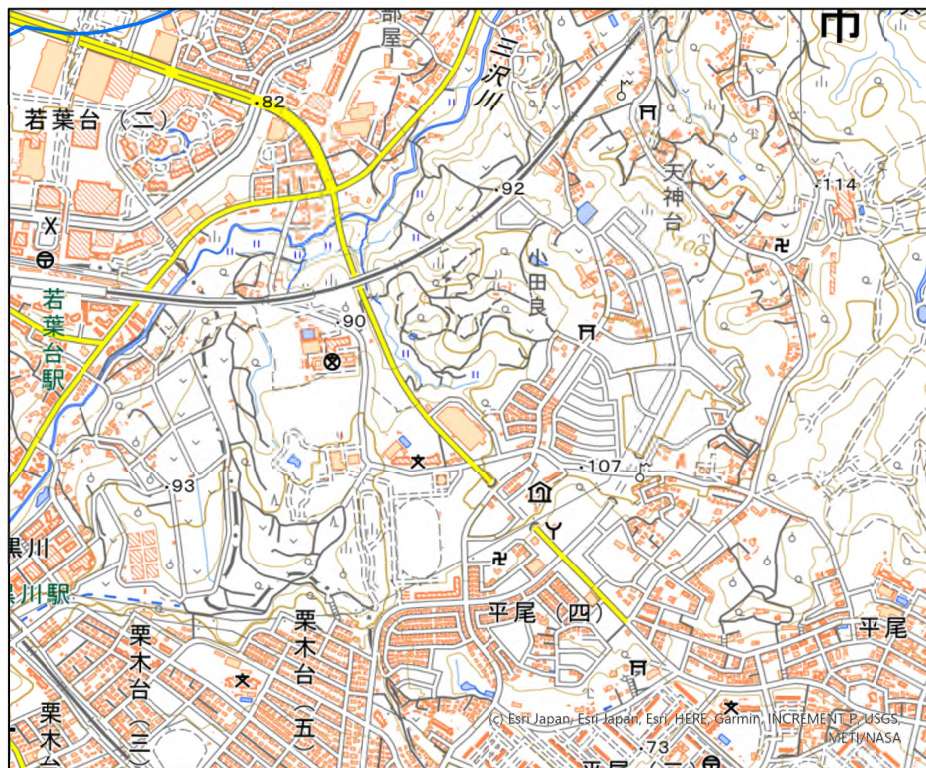 市
部屋
三沢川
・82
若葉台(二)
天神台
・92
・114
106
小田良
若葉台駅
・90
・107
・93
黒川
黒川駅
平尾(四)
平尾
栗木台(三)
栗木台(五)
栗木台
(c) Esri Japan, Esri Japan, Esri, HERE, Garmin, INCREMENT P, USGS,
METI/NASA
・73